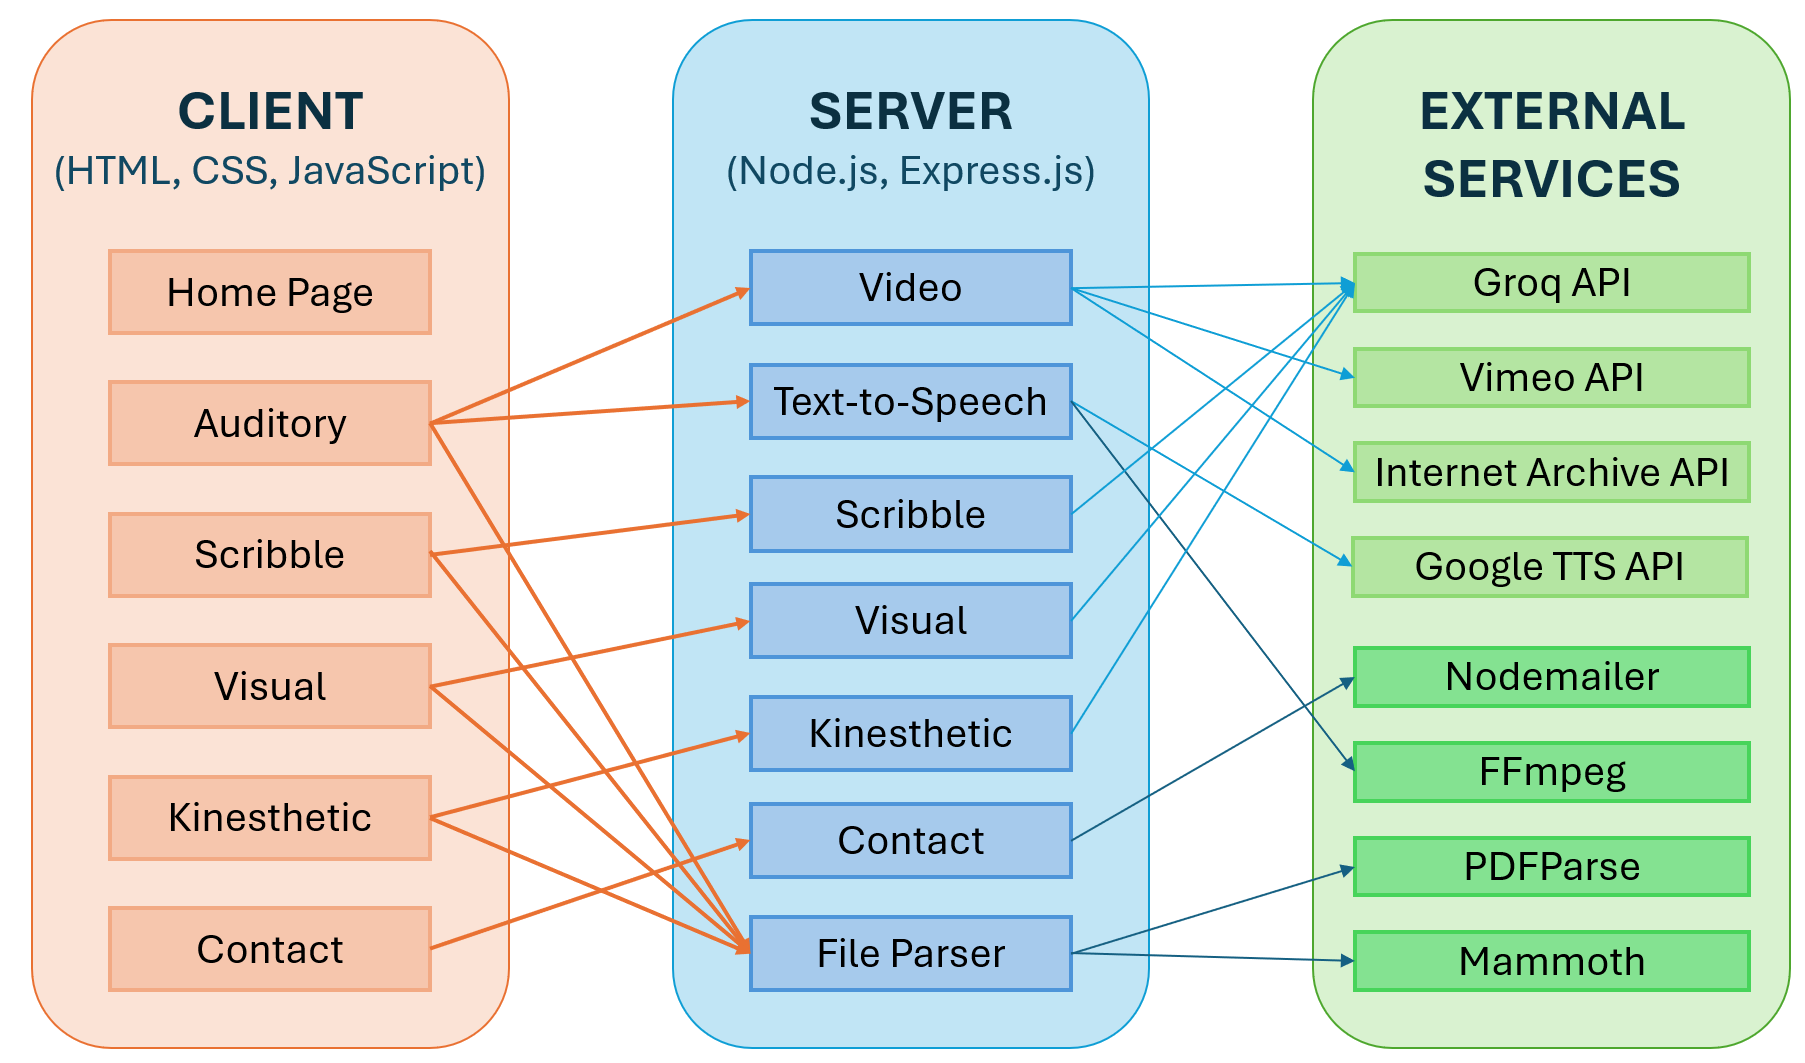 CLIENT
(HTML, CSS, JavaScript)
Home Page
Auditory
Scribble
Visual
Kinesthetic
Contact
SERVER
(Node.js, Express.js)
Video
Text-to-Speech
Scribble
Visual
Kinesthetic
Contact
File Parser
EXTERNAL
SERVICES
Groq API
Vimeo API
Internet Archive API
Google TTS API
Nodemailer
FFmpeg
PDFParse
Mammoth